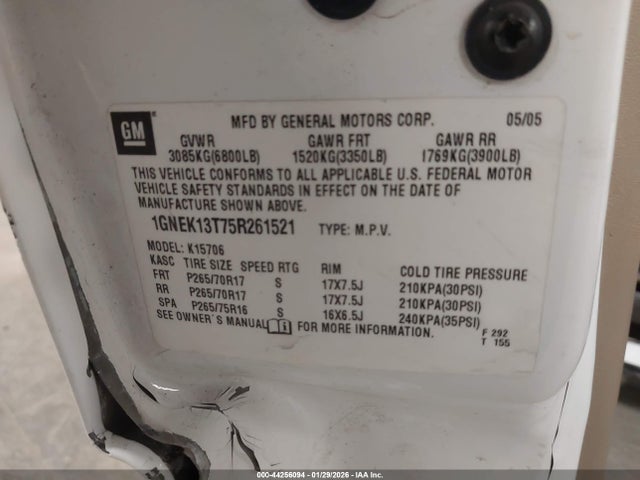 GM
MFD BY GENERAL MOTORS CORP. 05/05
GVWR GAWR FRT GAWR RR
3085KG(6800LB) 1520KG(3350LB) 1769KG(3900LB)
THIS VEHICLE CONFORMS TO ALL APPLICABLE U.S. FEDERAL MOTOR
VEHICLE SAFETY STANDARDS IN EFFECT ON THE DATE OF
MANUFACTURE SHOWN ABOVE.
1GNEK13T75R261521 TYPE: M.P.V.
MODEL: K15706
KASC TIRE SIZE SPEED RTG RIM COLD TIRE PRESSURE
FRT P265/70R17 S 17X7.5J 210KPA(30PSI)
RR P265/70R17 S 17X7.5J 210KPA(30PSI)
SPA P265/75R16 S 16X6.5J 240KPA(35PSI)
SEE OWNER'S MANUAL FOR MORE INFORMATION. F 292
T 155
000-44256094 | 01/29/2026 - IAA Inc.